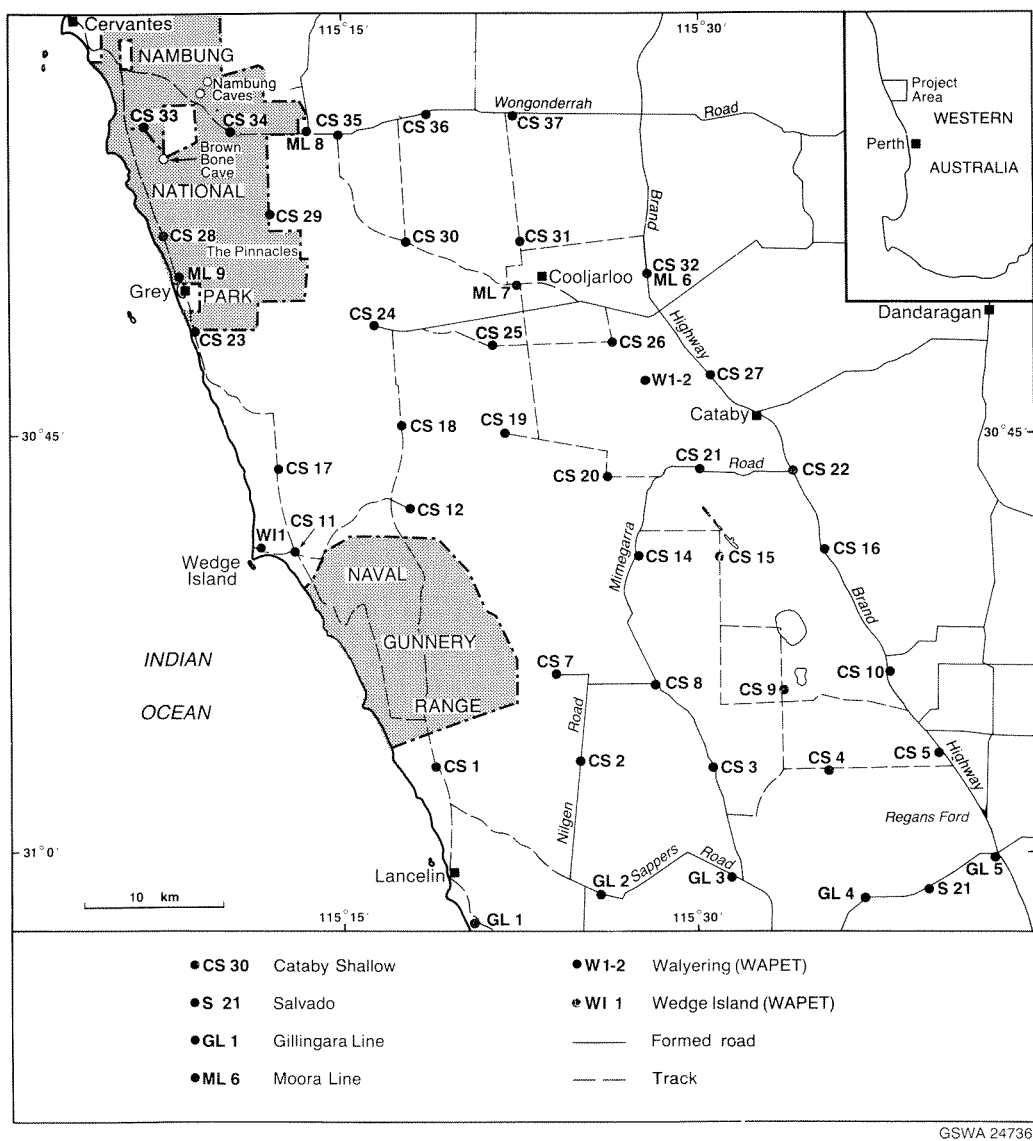 Cervantes
115°15'
115°30'
NAMBUNG
Nambung
Caves
Project
Area
WESTERN
Perth
AUSTRALIA
CS 33
CS 34
CS 35
ML 8
CS 36
Wongonderrah
Road
CS 37
Brown
Bone
Cave
NATIONAL
CS 29
Brand
CS 28
The Pinnacles
CS 30
CS 31
ML 9
Grey
PARK
Cooljarloo
CS 32
ML 6
ML 7
CS 24
CS 23
CS 25
CS 26
Highway
Dandaragan
W1-2
CS 27
Cataby
CS 18
CS 19
30°45'
30°45'
CS 17
CS 20
CS 21
Road
CS 22
CS 12
CS 11
WI1
Wedge
Island
CS 14
CS 15
CS 16
Mimegarra
NAVAL
Brand
GUNNERY
INDIAN
OCEAN
RANGE
CS 7
CS 8
CS 9
CS 10
Road
CS 1
CS 2
CS 3
CS 4
CS 5
Highway
Nilgen
Regans Ford
31°0'
Lancelin
Sappers
Road
GL 2
GL 3
GL 4
S 21
GL 5
10 km
115°15'
GL 1
115°30'
CS 30 Cataby Shallow
S 21 Salvado
GL 1 Gillingara Line
ML 6 Moora Line
W1-2 Walyering (WAPET)
WI 1 Wedge Island (WAPET)
Formed road
Track
GSWA 24736